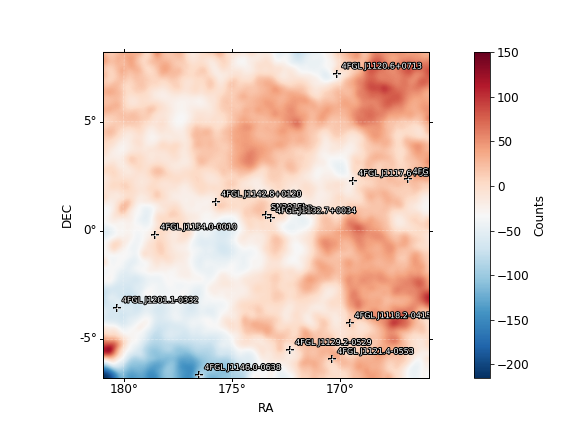 4FGL J1120.6+0713
5°
4FGL J1117.6
4FG
4FGL J1142.8+0120
4FGL J1132.7+0034
0°
4FGL J1154.0-0010
4FGL J1201.1-0332
4FGL J1118.2-0415
-5°
4FGL J1129.2-0529
4FGL J1121.4-0553
4FGL J1146.0-0638
180° 175° 170°
RA
DEC
150
100
50
0
−50
−100
−150
−200
Counts